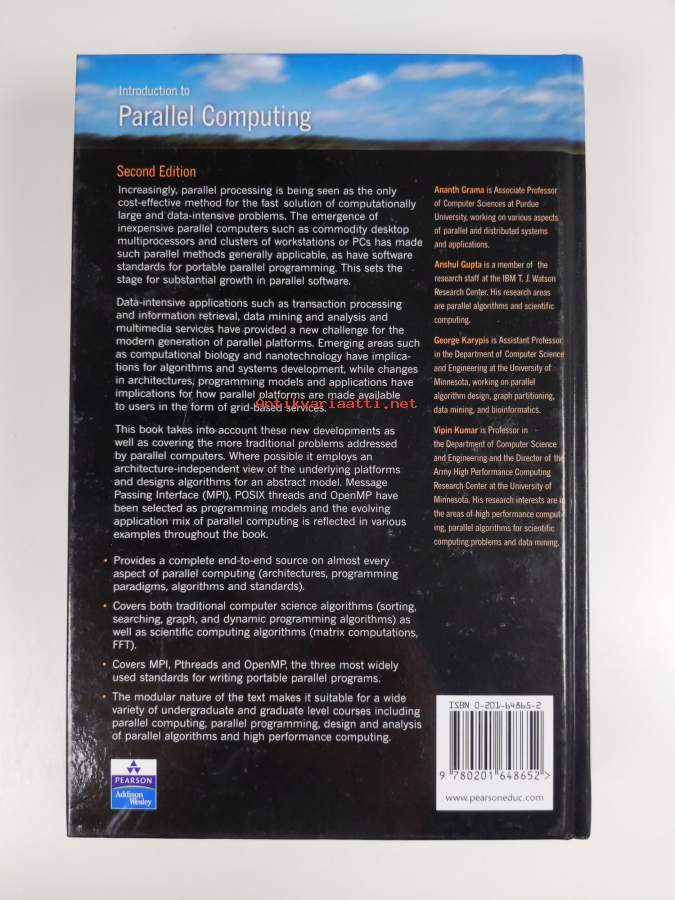 Introduction to
Parallel Computing
Second Edition
Increasingly, parallel processing is being seen as the only
cost-effective method for the fast solution of computationally
large and data-intensive problems. The emergence of
inexpensive parallel computers such as commodity desktop
multiprocessors and clusters of workstations or PCs has made
such parallel methods generally applicable, as have software
standards for portable parallel programming. This sets the
stage for substantial growth in parallel software.
Data-intensive applications such as transaction processing
and information retrieval, data mining and analysis and
multimedia services have provided a new challenge for the
modern generation of parallel platforms. Emerging areas such
as computational biology and nanotechnology have implica-
tions for algorithms and systems development, while changes
in architectures, programming models and applications have
implications for how parallel platforms are made available
to users in the form of grid-based services.
Antikvariaatti.net
This book takes into account these new developments as
well as covering the more traditional problems addressed
by parallel computers. Where possible it employs an
architecture-independent view of the underlying platforms
and designs algorithms for an abstract model. Message
Passing Interface (MPI), POSIX threads and OpenMP have
been selected as programming models and the evolving
application mix of parallel computing is reflected in various
examples throughout the book.
• Provides a complete end-to-end source on almost every
aspect of parallel computing (architectures, programming
paradigms, algorithms and standards).
• Covers both traditional computer science algorithms (sorting,
searching, graph, and dynamic programming algorithms) as
well as scientific computing algorithms (matrix computations,
FFT).
• Covers MPI, Pthreads and OpenMP, the three most widely
used standards for writing portable parallel programs.
• The modular nature of the text makes it suitable for a wide
variety of undergraduate and graduate level courses including
parallel computing, parallel programming, design and analysis
of parallel algorithms and high performance computing.
Ananth Grama is Associate Professor
of Computer Sciences at Purdue
University, working on various aspects
of parallel and distributed systems
and applications.
Anshul Gupta is a member of the
research staff at the IBM T. J. Watson
Research Center. His research areas
are parallel algorithms and scientific
computing.
George Karypis is Assistant Professor
in the Department of Computer Science
and Engineering at the University of
Minnesota, working on parallel
algorithm design, graph partitioning,
data mining, and bioinformatics.
Vipin Kumar is Professor in
the Department of Computer Science
and Engineering and the Director of the
Army High Performance Computing
Research Center at the University of
Minnesota. His research interests are in
the areas of high performance comput-
ing, parallel algorithms for scientific
computing problems and data mining.
PEARSON
Addison
Wesley
ISBN 0-201-64865-2
9 780201 648652 >
www.pearsoneduc.com